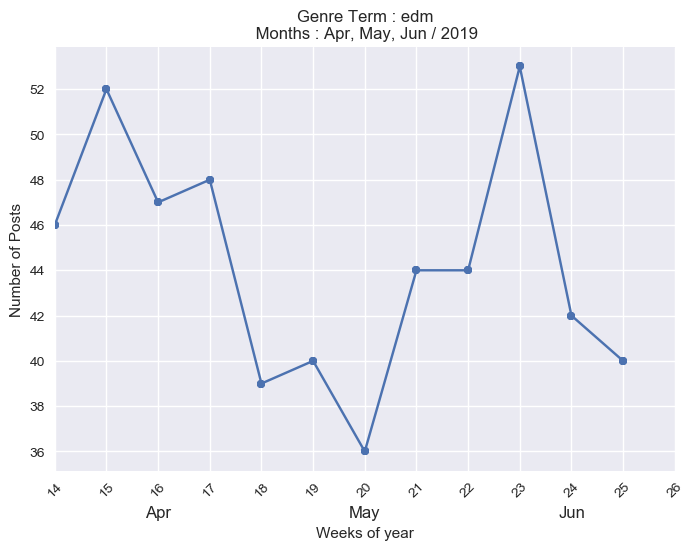 Genre Term : edm
Months : Apr, May, Jun / 2019
Number of Posts
52
50
48
46
44
42
40
38
36
14 15 16 17 18 19 20 21 22 23 24 25 26
Apr May Jun
Weeks of year